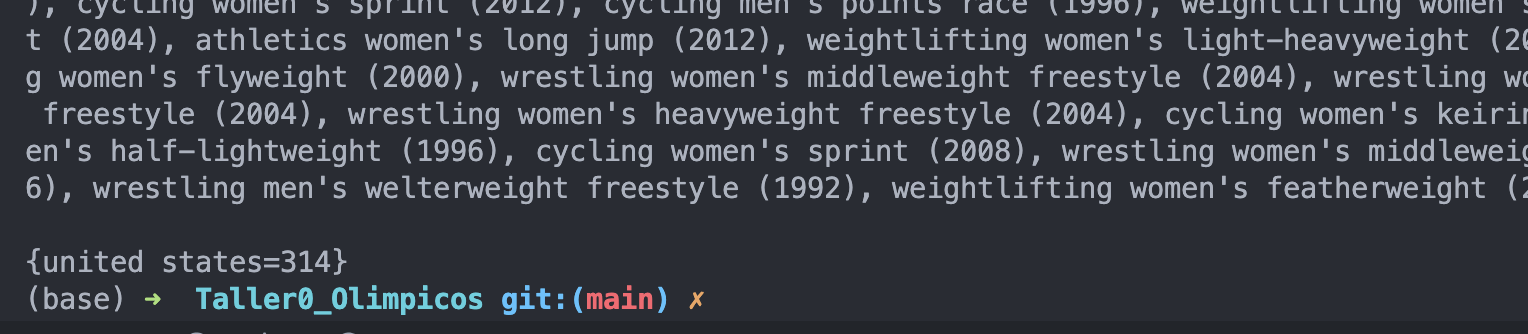 ), cycling women's sprint (2012), cycling men's points race (1996), weightlifting women's
t (2004), athletics women's long jump (2012), weightlifting women's light-heavyweight (20
g women's flyweight (2000), wrestling women's middleweight freestyle (2004), wrestling wo
freestyle (2004), wrestling women's heavyweight freestyle (2004), cycling women's keirin
en's half-lightweight (1996), cycling women's sprint (2008), wrestling women's middleweig
6), wrestling men's welterweight freestyle (1992), weightlifting women's featherweight (2
{united states=314}
(base) ➜ Taller0_Olimpicos git:(main) ✗